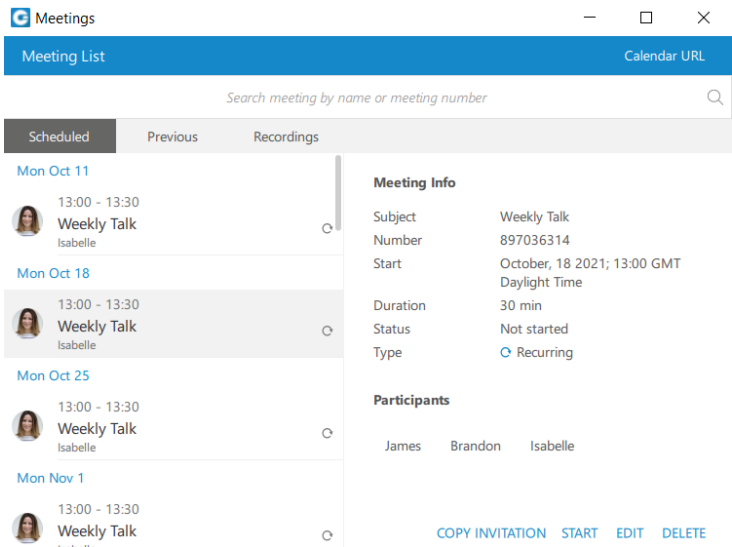 Meetings
Meeting List
Calendar URL
Search meeting by name or meeting number
Scheduled
Previous
Recordings
Mon Oct 11
13:00 - 13:30
Weekly Talk
Isabelle
Mon Oct 18
13:00 - 13:30
Weekly Talk
Isabelle
Mon Oct 25
13:00 - 13:30
Weekly Talk
Isabelle
Mon Nov 1
13:00 - 13:30
Weekly Talk
Meeting Info
Subject Weekly Talk
Number 897036314
Start October, 18 2021; 13:00 GMT
Daylight Time
Duration 30 min
Status Not started
Type Recurring
Participants
James Brandon Isabelle
COPY INVITATION START EDIT DELETE